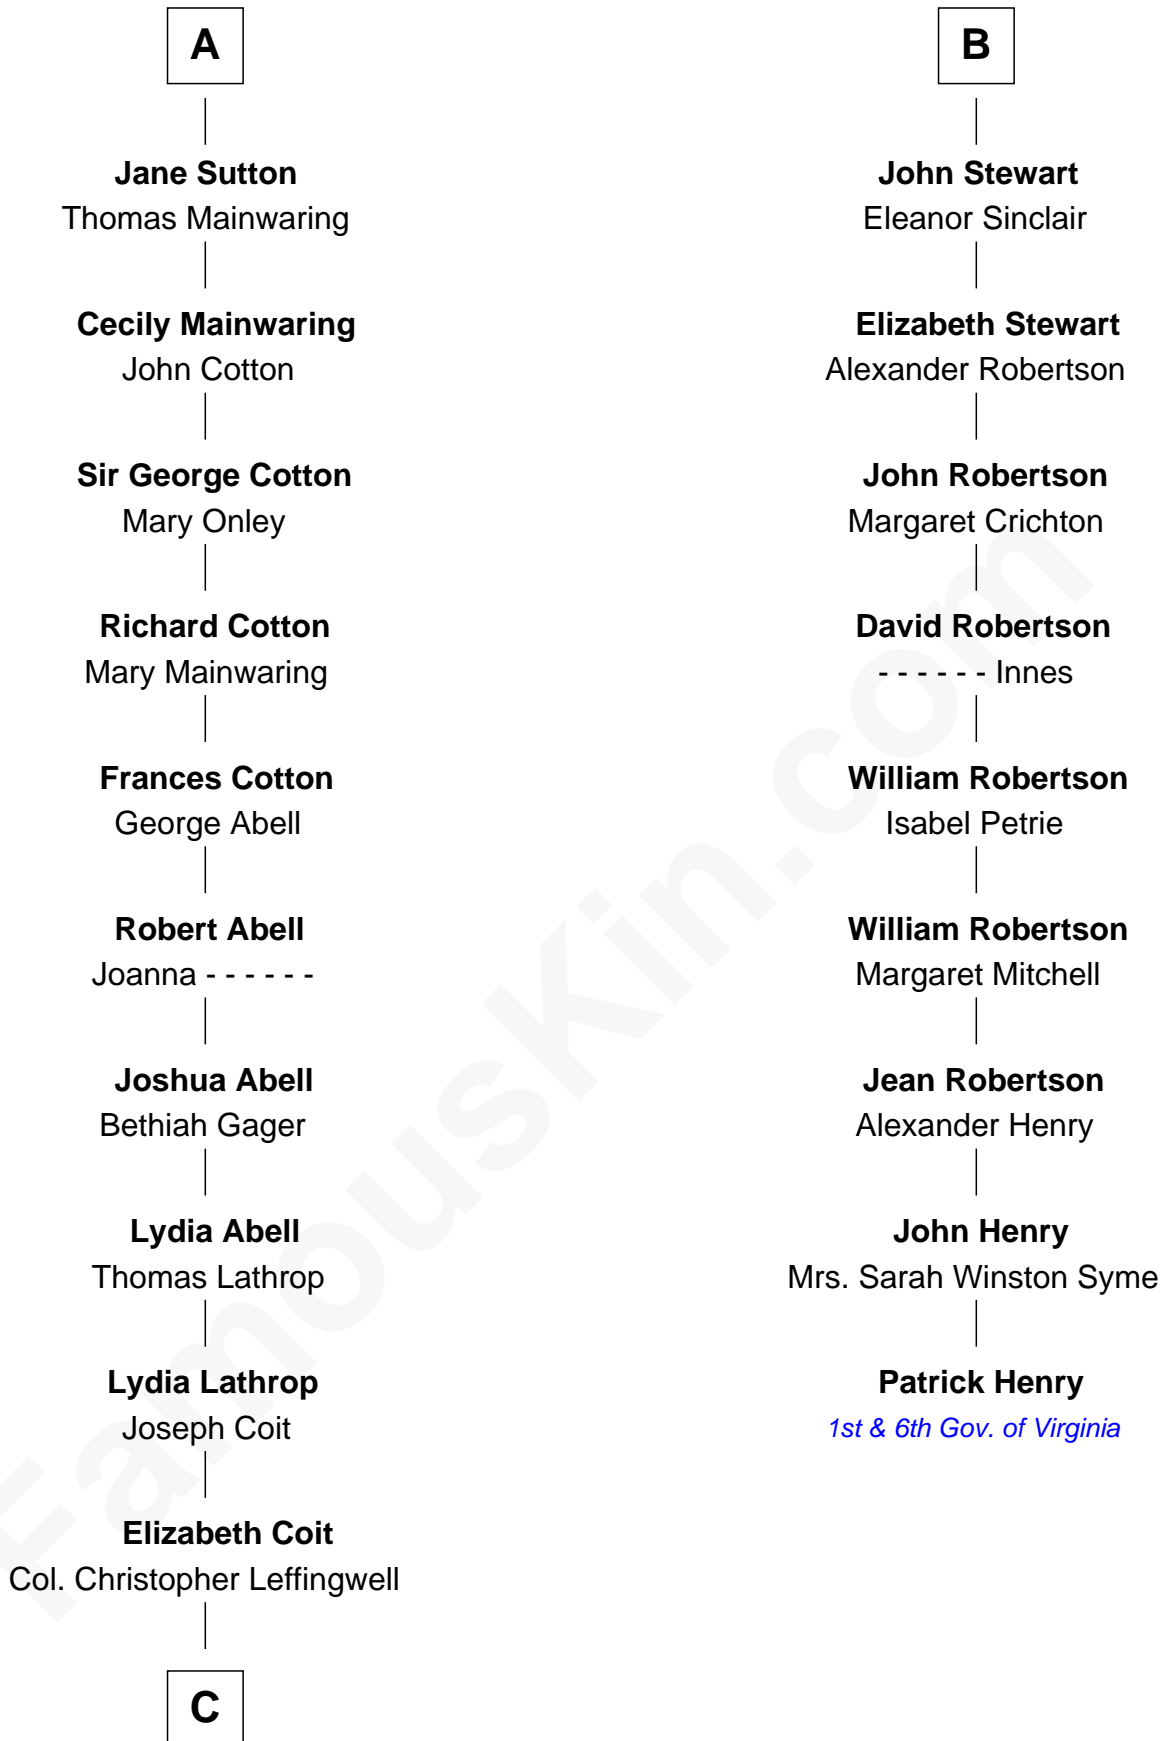 A
Jane Sutton
Thomas Mainwaring
Cecily Mainwaring
John Cotton
Sir George Cotton
Mary Onley
Richard Cotton
Mary Mainwaring
Frances Cotton
George Abell
Robert Abell
Joanna - - - - - -
Joshua Abell
Bethiah Gager
Lydia Abell
Thomas Lathrop
Lydia Lathrop
Joseph Coit
Elizabeth Coit
Col. Christopher Leffingwell
C
B
John Stewart
Eleanor Sinclair
Elizabeth Stewart
Alexander Robertson
John Robertson
Margaret Crichton
David Robertson
- - - - - - Innes
William Robertson
Isabel Petrie
William Robertson
Margaret Mitchell
Jean Robertson
Alexander Henry
John Henry
Mrs. Sarah Winston Syme
Patrick Henry
1st & 6th Gov. of Virginia
FamousKin.com